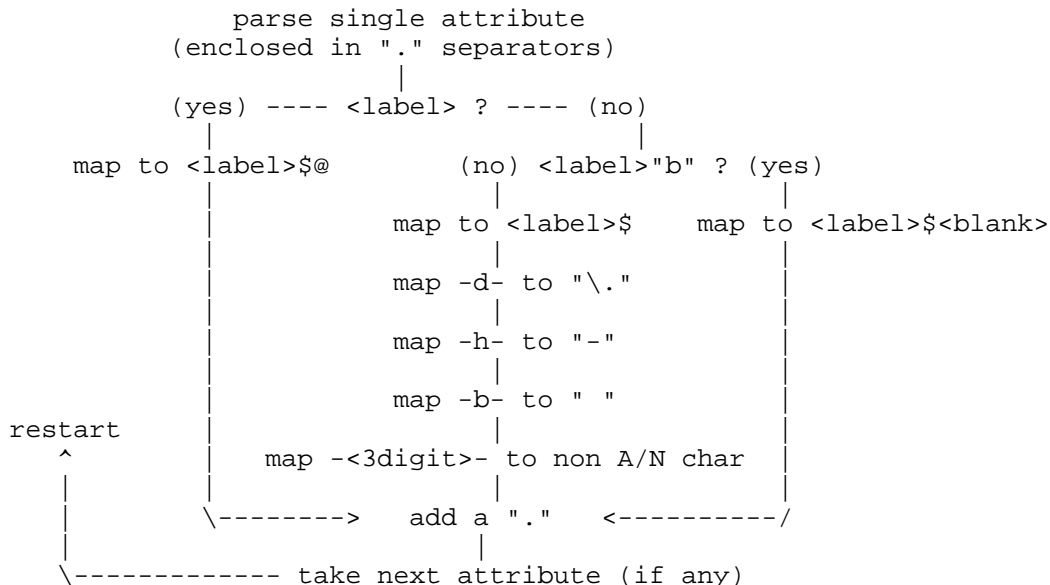 parse single attribute
(enclosed in "." separators)
|
(yes) ---- <label> ? ---- (no)
| |
map to <label>$@ (no) <label>"b" ? (yes)
| | |
| map to <label>$ map to <label>$<blank>
| | |
| map -d- to "\." |
| | |
| map -h- to "-" |
| | |
| map -b- to " " |
restart | | |
^ | map -<3digit>- to non A/N char |
| | | |
| \--------> add a "." <----------/
| |
\------------- take next attribute (if any)